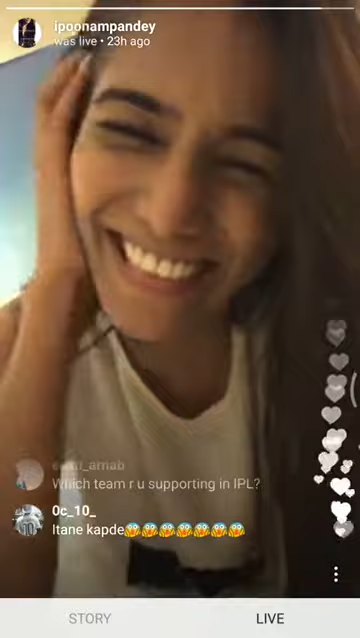 ipoonampandey
was live • 23h ago
Which team r u supporting in IPL?
0c_10_
Itane kapde😱😱😱😱😱😱😱
STORY
LIVE